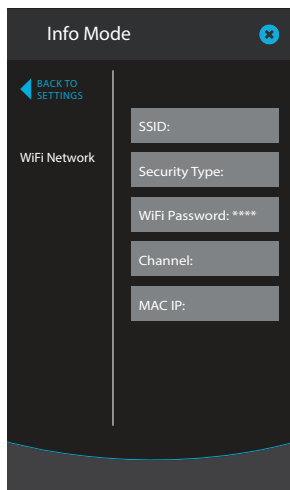 Info Mode
BACK TO
SETTINGS
WiFi Network
SSID:
Security Type:
WiFi Password: ****
Channel:
MAC IP: